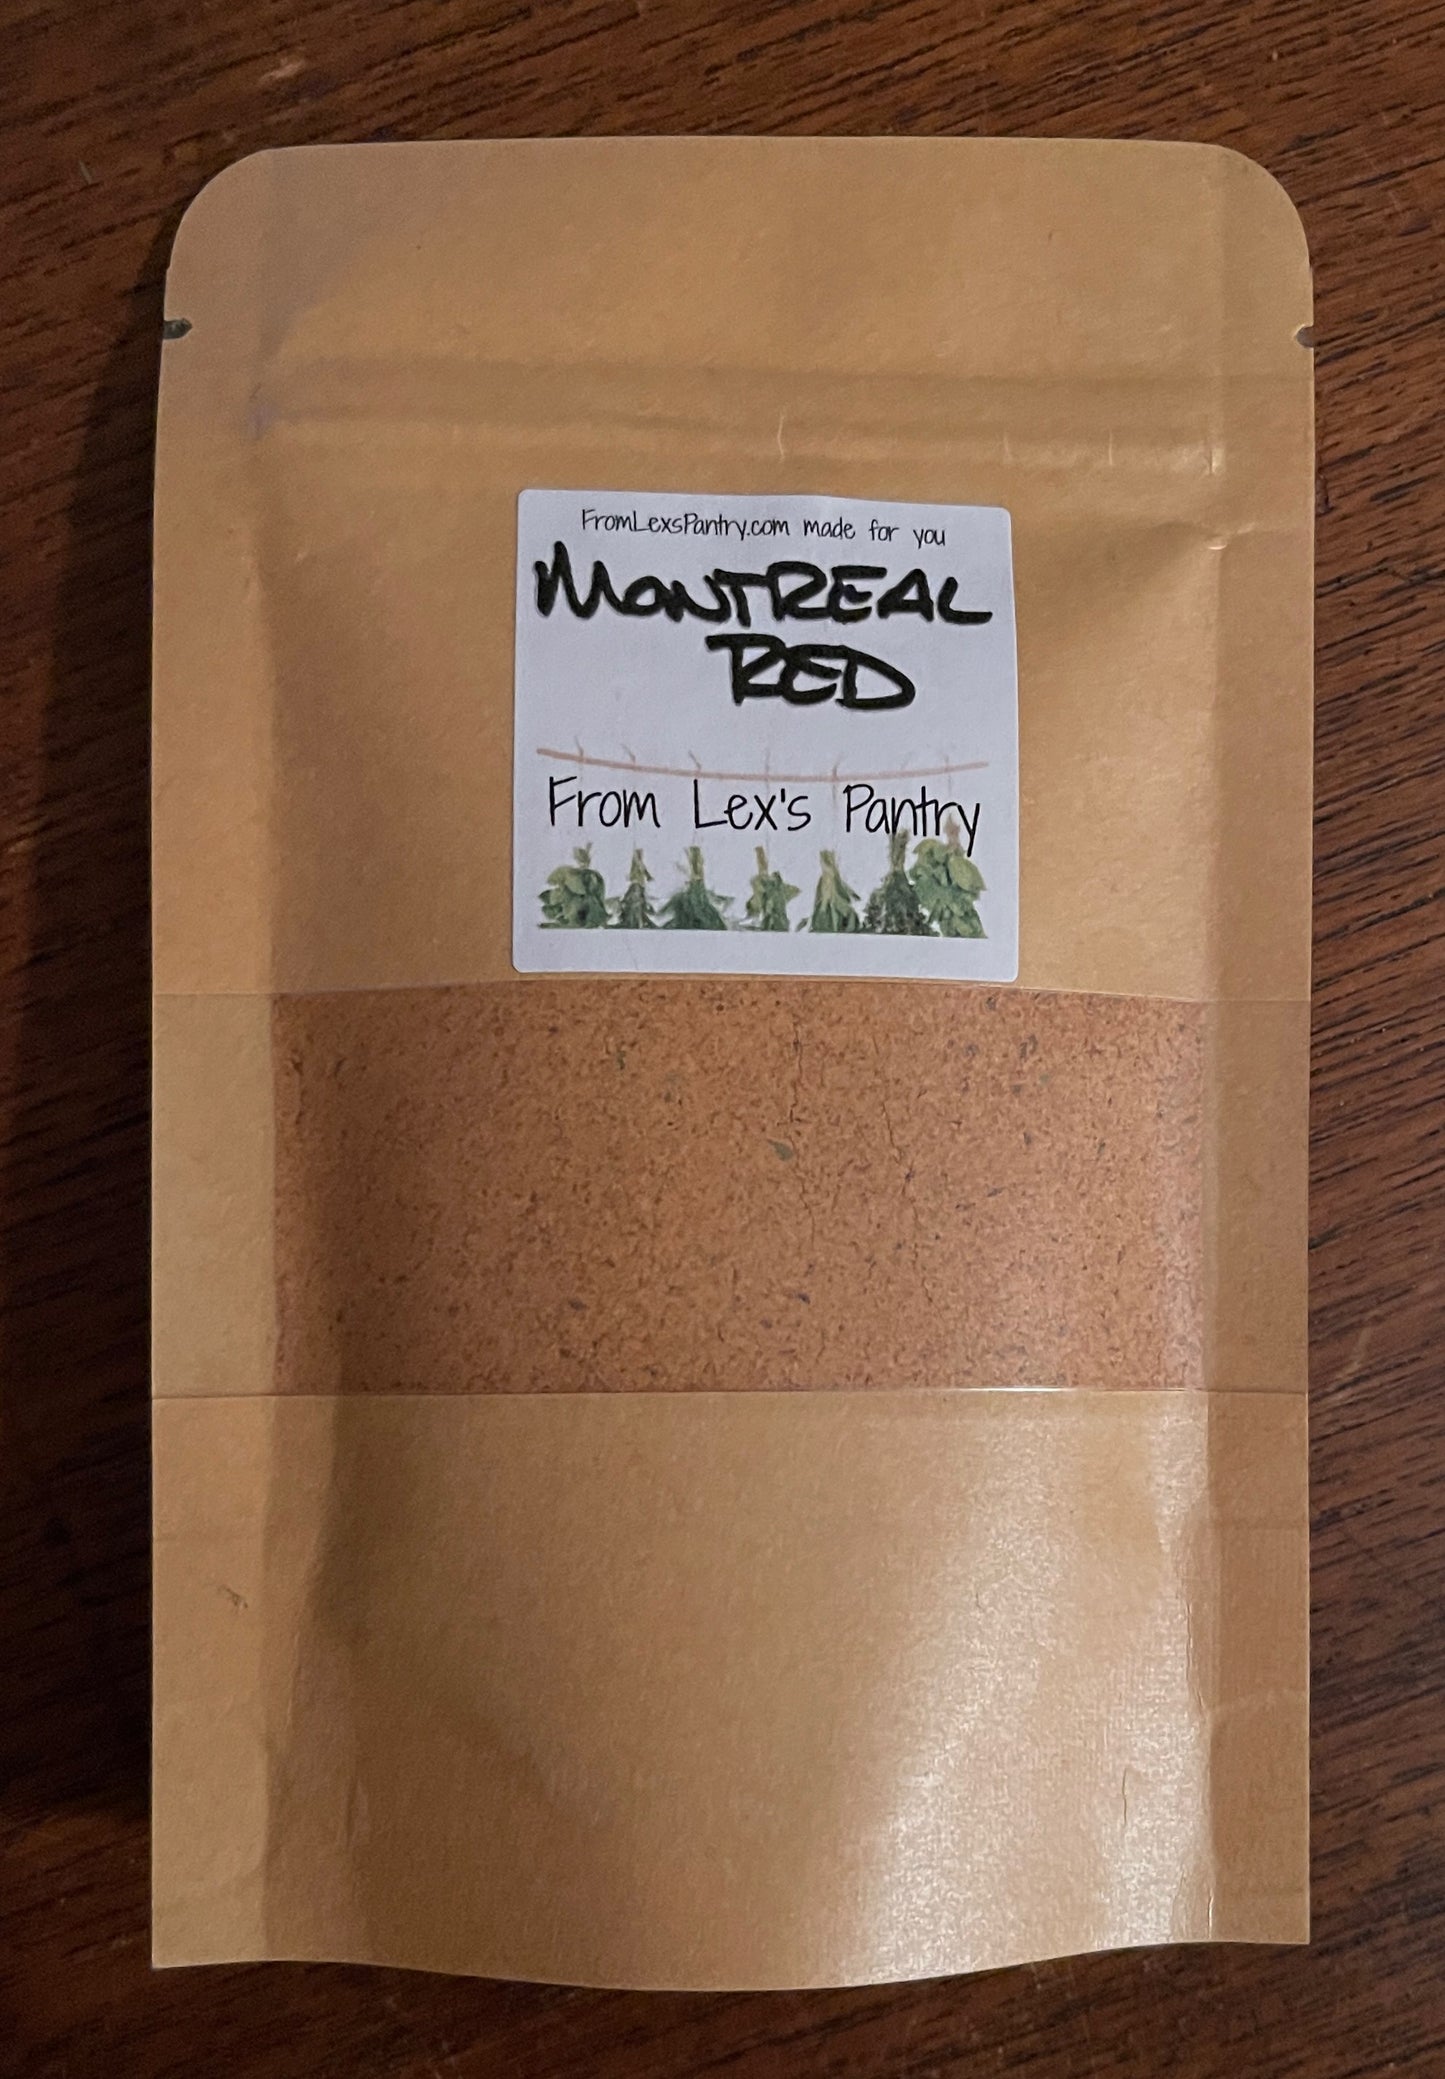 FromLexsPantry.com made for you
MONTREAL
RED
From Lex's Pantry